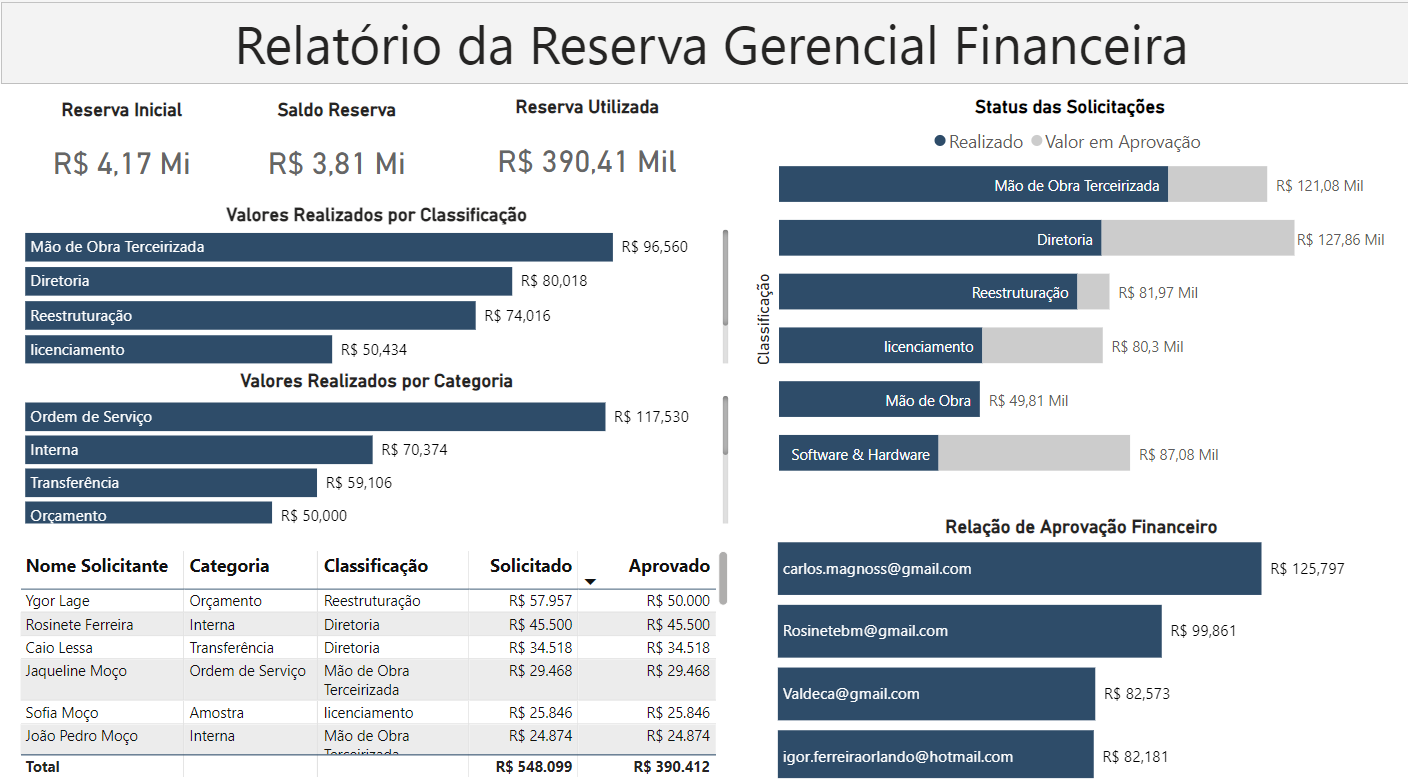 Relatório da Reserva Gerencial Financeira
Reserva Inicial
R$ 4,17 Mi
Saldo Reserva
R$ 3,81 Mi
Reserva Utilizada
R$ 390,41 Mil
Valores Realizados por Classificação
Mão de Obra Terceirizada R$ 96,560
Diretoria R$ 80,018
Reestruturação R$ 74,016
licenciamento R$ 50,434
Valores Realizados por Categoria
Ordem de Serviço R$ 117,530
Interna R$ 70,374
Transferência R$ 59,106
Orçamento R$ 50,000
Nome Solicitante Categoria Classificação Solicitado Aprovado
Ygor Lage Orçamento Reestruturação R$ 57.957 R$ 50.000
Rosinete Ferreira Interna Diretoria R$ 45.500 R$ 45.500
Caio Lessa Transferência Diretoria R$ 34.518 R$ 34.518
Jaqueline Moço Ordem de Serviço Mão de Obra R$ 29.468 R$ 29.468
Terceirizada
Sofia Moço Amostra licenciamento R$ 25.846 R$ 25.846
João Pedro Moço Interna Mão de Obra R$ 24.874 R$ 24.874
Terceirizada
Total R$ 548.099 R$ 390.412
Status das Solicitações
Realizado Valor em Aprovação
Classificação
Mão de Obra Terceirizada R$ 121,08 Mil
Diretoria R$ 127,86 Mil
Reestruturação R$ 81,97 Mil
licenciamento R$ 80,3 Mil
Mão de Obra R$ 49,81 Mil
Software & Hardware R$ 87,08 Mil
Relação de Aprovação Financeiro
carlos.magnoss@gmail.com R$ 125,797
Rosinetebm@gmail.com R$ 99,861
Valdeca@gmail.com R$ 82,573
igor.ferreiraorlando@hotmail.com R$ 82,181